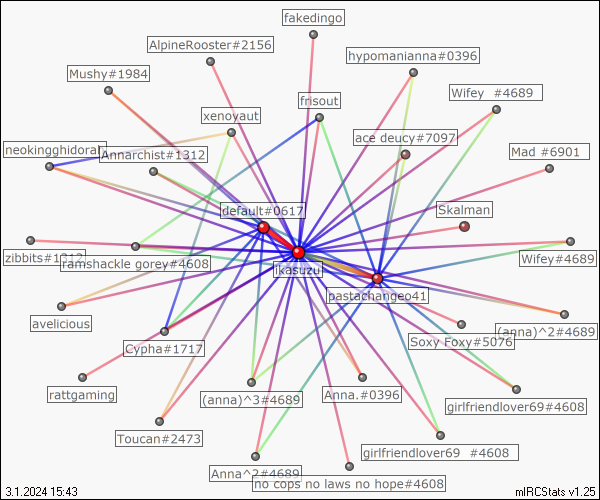 fakedingo
AlpineRooster#2156
hypomanianna#0396
Mushy#1984
Wifey  #4689
frisout
xenoyaut
ace deucy#7097
neokingghidorah
Annarchist#1312
Mad #6901
default#0617
Skalman
zibbits#1312
ramshackle gorey#4608
Wifey#4689
ikasuzu
pastachangeo41
avelicious
(anna)^2#4689
Cypha#1717
Soxy Foxy#5076
rattgaming
(anna)^3#4689
Anna.#0396
girlfriendlover69#4608
Toucan#2473
girlfriendlover69  #4608
Anna^2#4689
no cops no laws no hope#4608
3.1.2024 15:43
mIRCStats v1.25